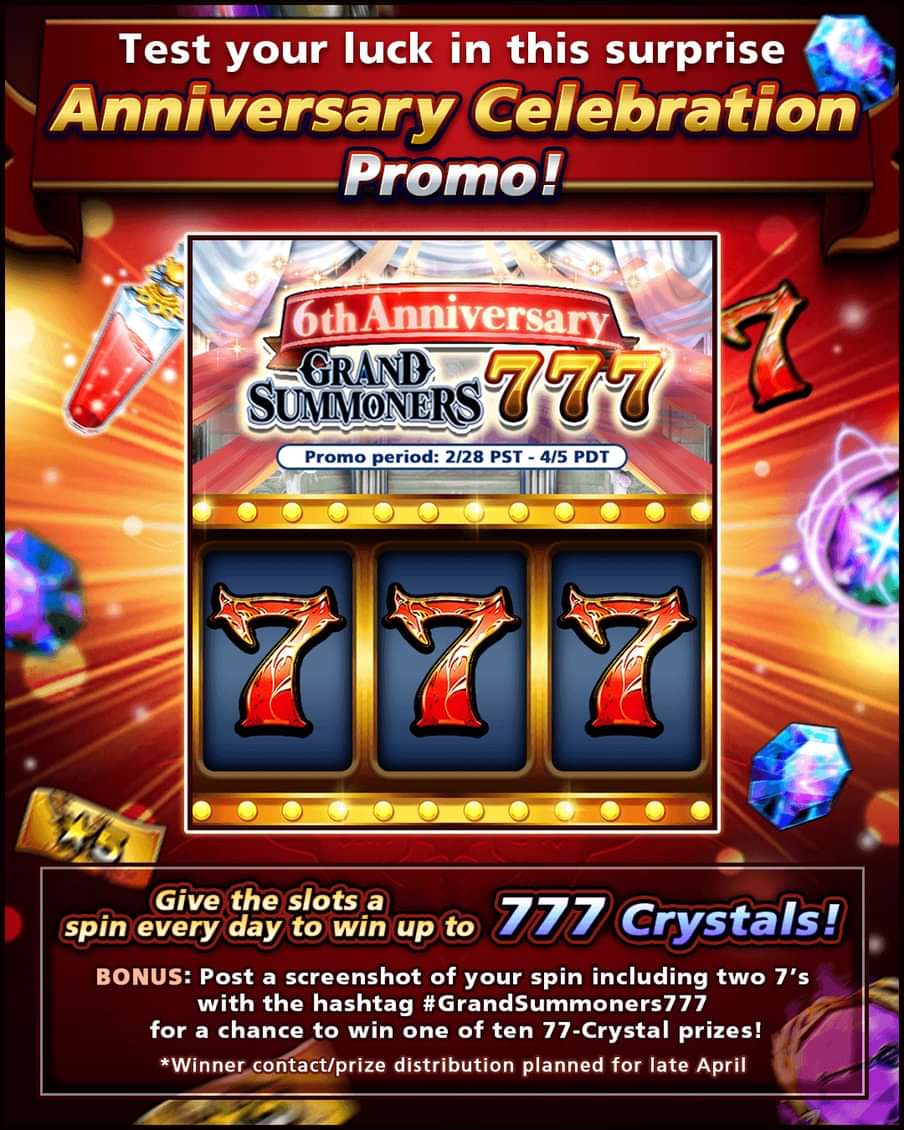 Test your luck in this surprise
Anniversary Celebration
Promo!
6th Anniversary
GRAND
SUMMONERS 777
Promo period: 2/28 PST - 4/5 PDT
7
7 7 7
Give the slots a
spin every day to win up to 777 Crystals!
BONUS: Post a screenshot of your spin including two 7's
with the hashtag #GrandSummoners777
for a chance to win one of ten 77-Crystal prizes!
*Winner contact/prize distribution planned for late April